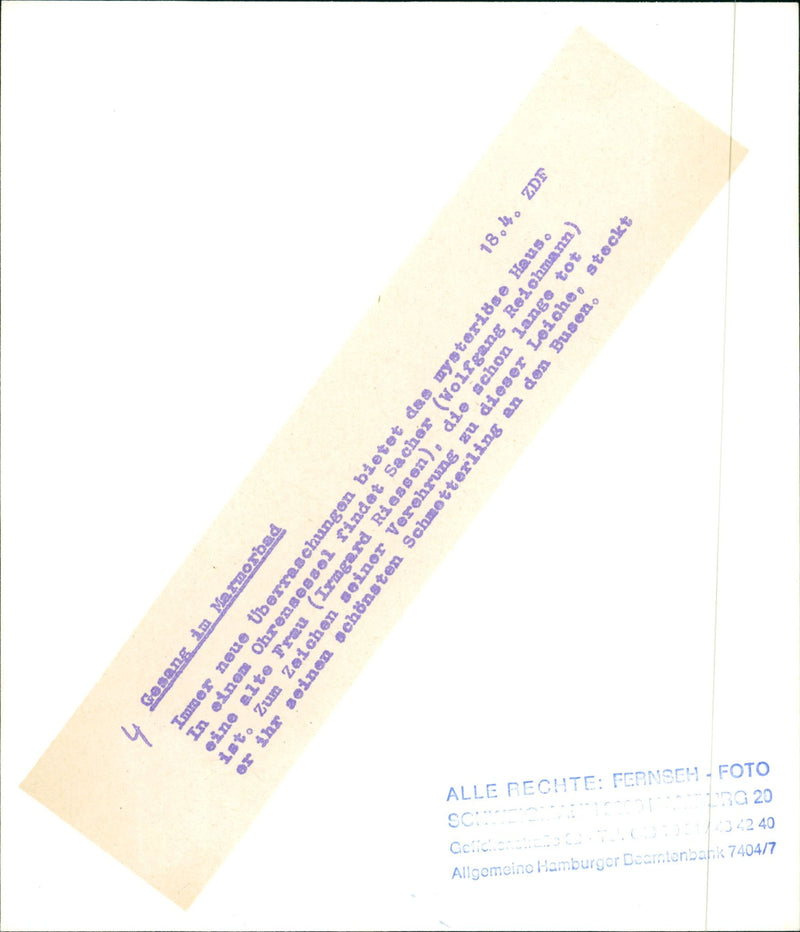 18.4. ZDF
4 Gesang im Marmorbad
Immer neue Überraschungen bietet das mysteriöse Haus.
In einem Ohrensessel findet Sacher (Wolfgang Reichmann)
eine alte Frau (Irmgard Riessen), die schon lange tot
ist. Zum Zeichen seiner Verehrung zu dieser Leiche, steckt
er ihr seinen schönsten Schmetterling an den Busen.
ALLE RECHTE: FERNSEH - FOTO
20
43 42 40
Allgemeine Hamburger Beamtenbank 7404/7